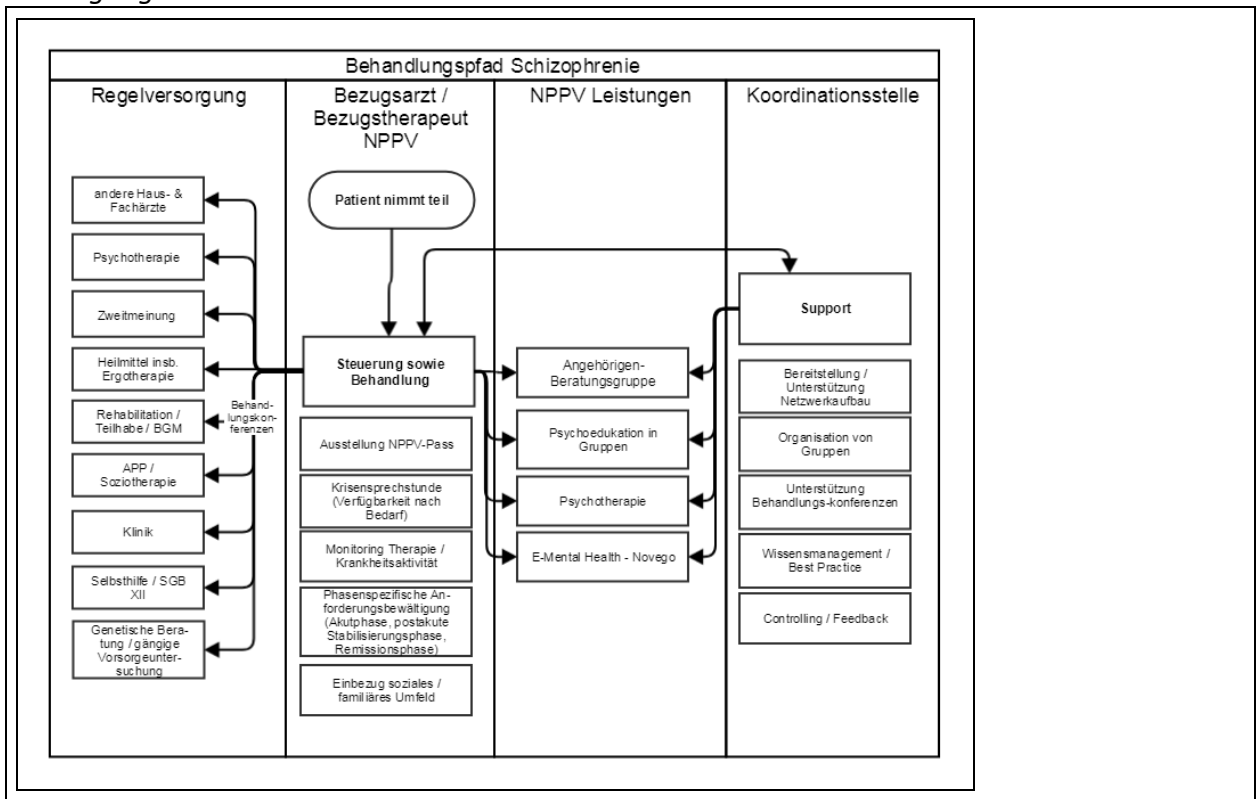 Behandlungspfad Schizophrenie
Regelversorgung
andere Haus- &
Fachärzte
Psychotherapie
Zweitmeinung
Heilmittel insb.
Ergotherapie
Rehabilitation /
Teilhabe / BGM
APP /
Soziotherapie
Klinik
Selbsthilfe / SGB
XII
Genetische Bera-
tung / gängige
Vorsorgeunter-
suchung
Behand-
lungskon-
ferenzen
Bezugsarzt /
Bezugstherapeut
NPPV
Patient nimmt teil
Steuerung sowie
Behandlung
Ausstellung NPPV-Pass
Krisensprechstunde
(Verfügbarkeit nach
Bedarf)
Monitoring Therapie /
Krankheitsaktivität
Phasenspezifische An-
forderungsbewältigung
(Akutphase, postakute
Stabilisierungsphase,
Remissionsphase)
Einbezug soziales /
familiäres Umfeld
NPPV Leistungen
Angehörigen-
Beratungsgruppe
Psychoedukation in
Gruppen
Psychotherapie
E-Mental Health - Novego
Koordinationsstelle
Support
Bereitstellung /
Unterstützung
Netzwerkaufbau
Organisation von
Gruppen
Unterstützung
Behandlungs-konferenzen
Wissensmanagement /
Best Practice
Controlling / Feedback